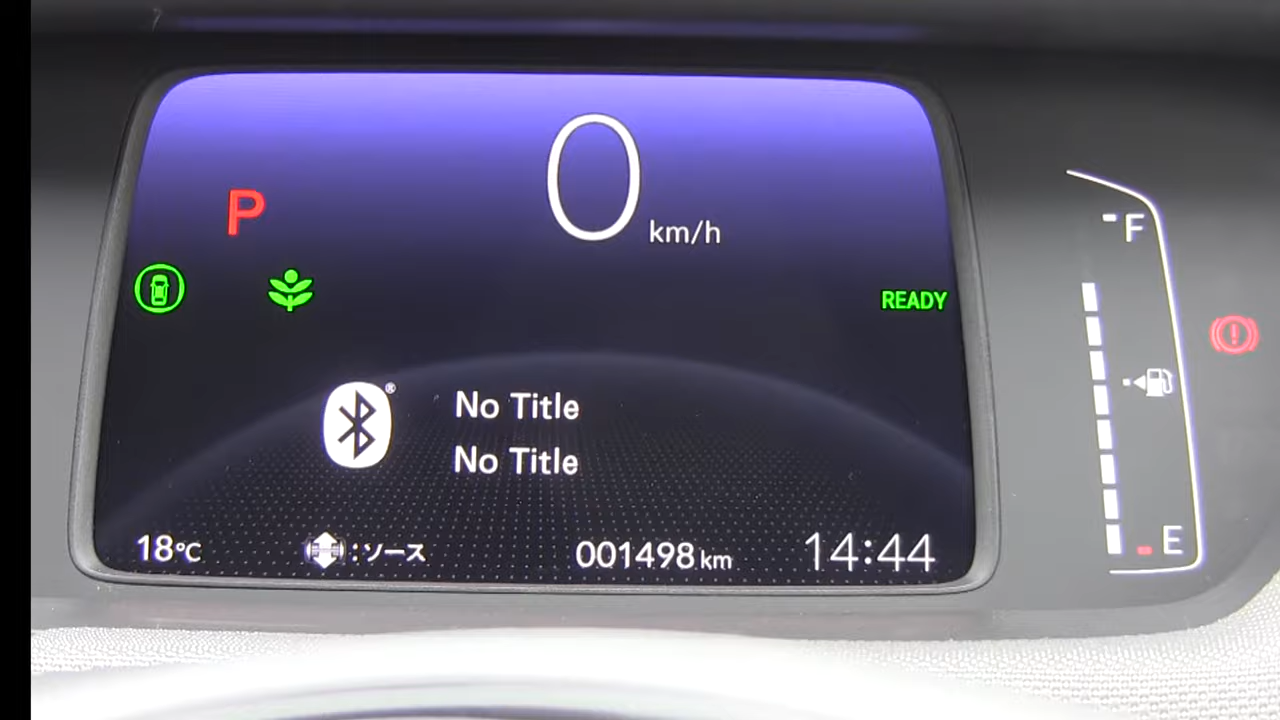 0 km/h
P
F
READY
®
No Title
No Title
E
18℃
:ソース
001498 km
14:44